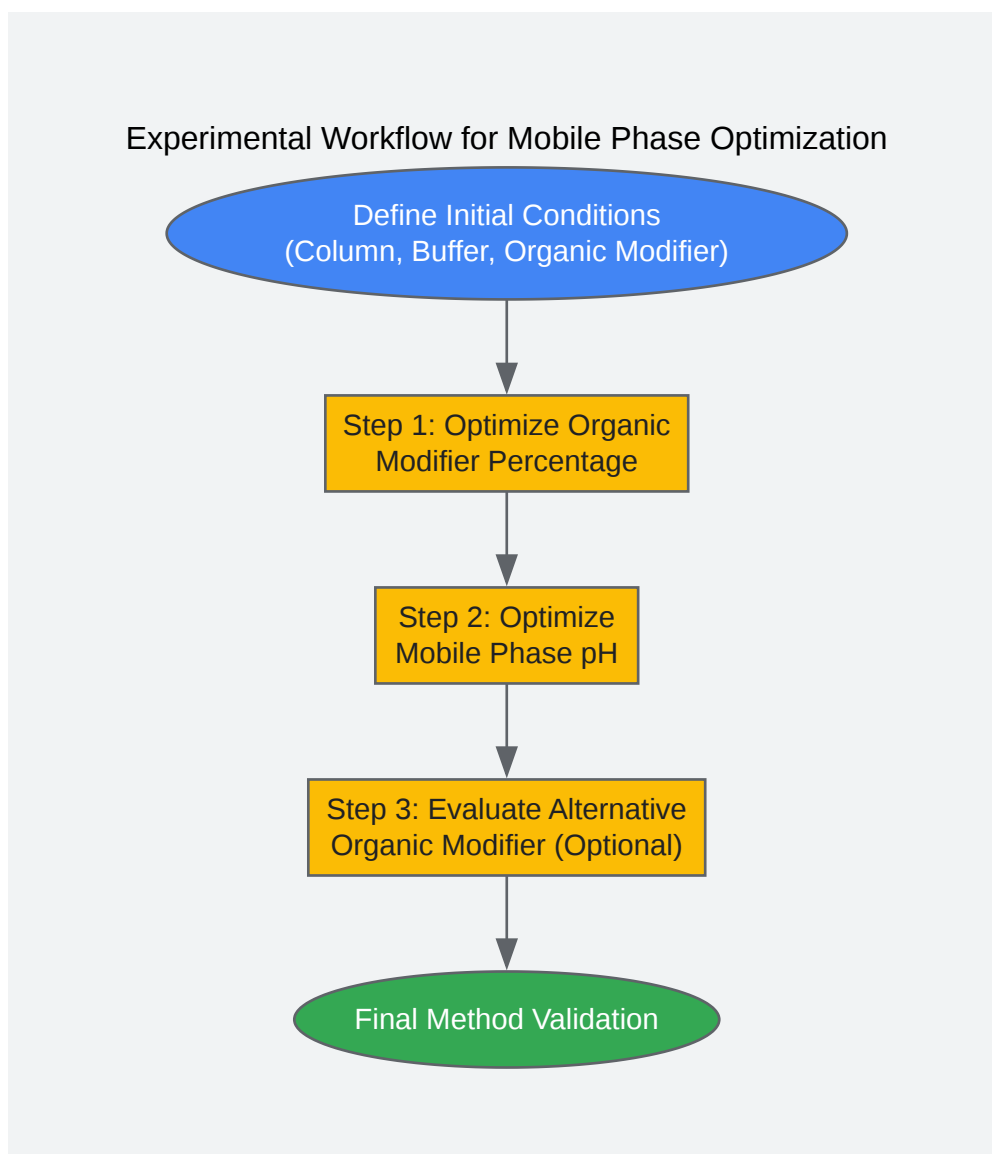 Experimental Workflow for Mobile Phase Optimization
Define Initial Conditions
(Column, Buffer, Organic Modifier)
Step 1: Optimize Organic
Modifier Percentage
Step 2: Optimize
Mobile Phase pH
Step 3: Evaluate Alternative
Organic Modifier (Optional)
Final Method Validation